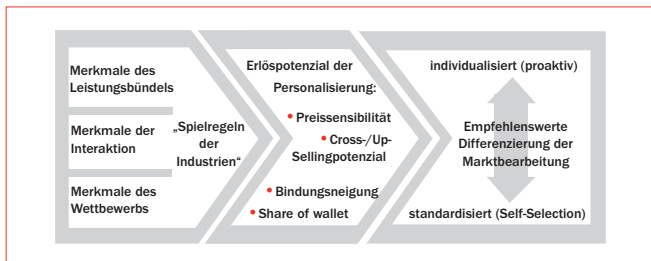 Merkmale des
Leistungsbündels
Merkmale der
Interaktion
Merkmale des
Wettbewerbs
„Spielregeln
der
Industrien“
Erlöspotenzial der
Personalisierung:
• Preissensibilität
• Cross-/Up-
Sellingpotenzial
• Bindungsneigung
• Share of wallet
individualisiert (proaktiv)
Empfehlenswerte
Differenzierung der
Marktbearbeitung
standardisiert (Self-Selection)